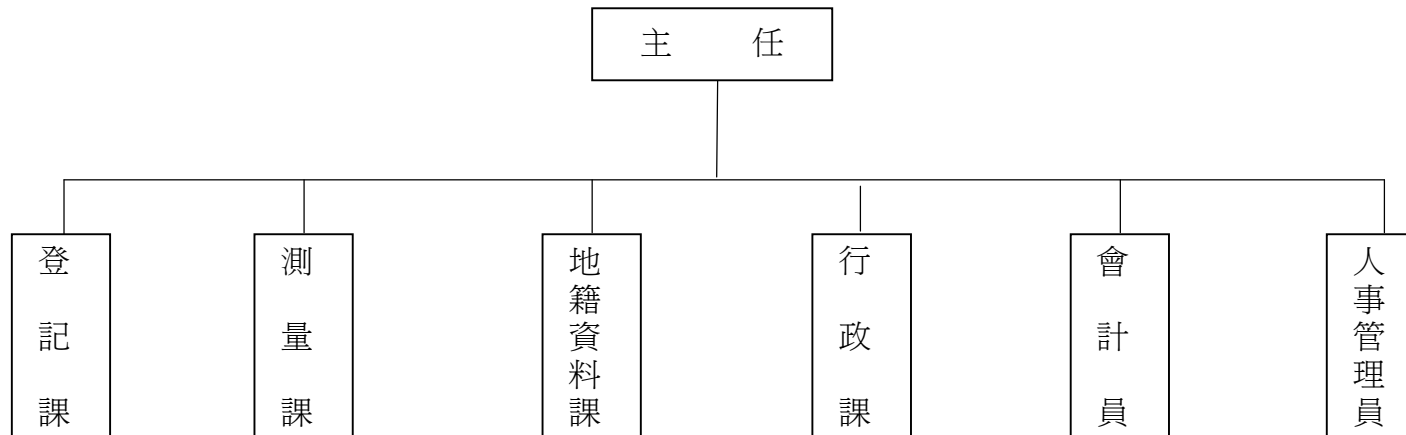 主任
登記課
測量課
地籍資料課
行政課
會計員
人事管理員